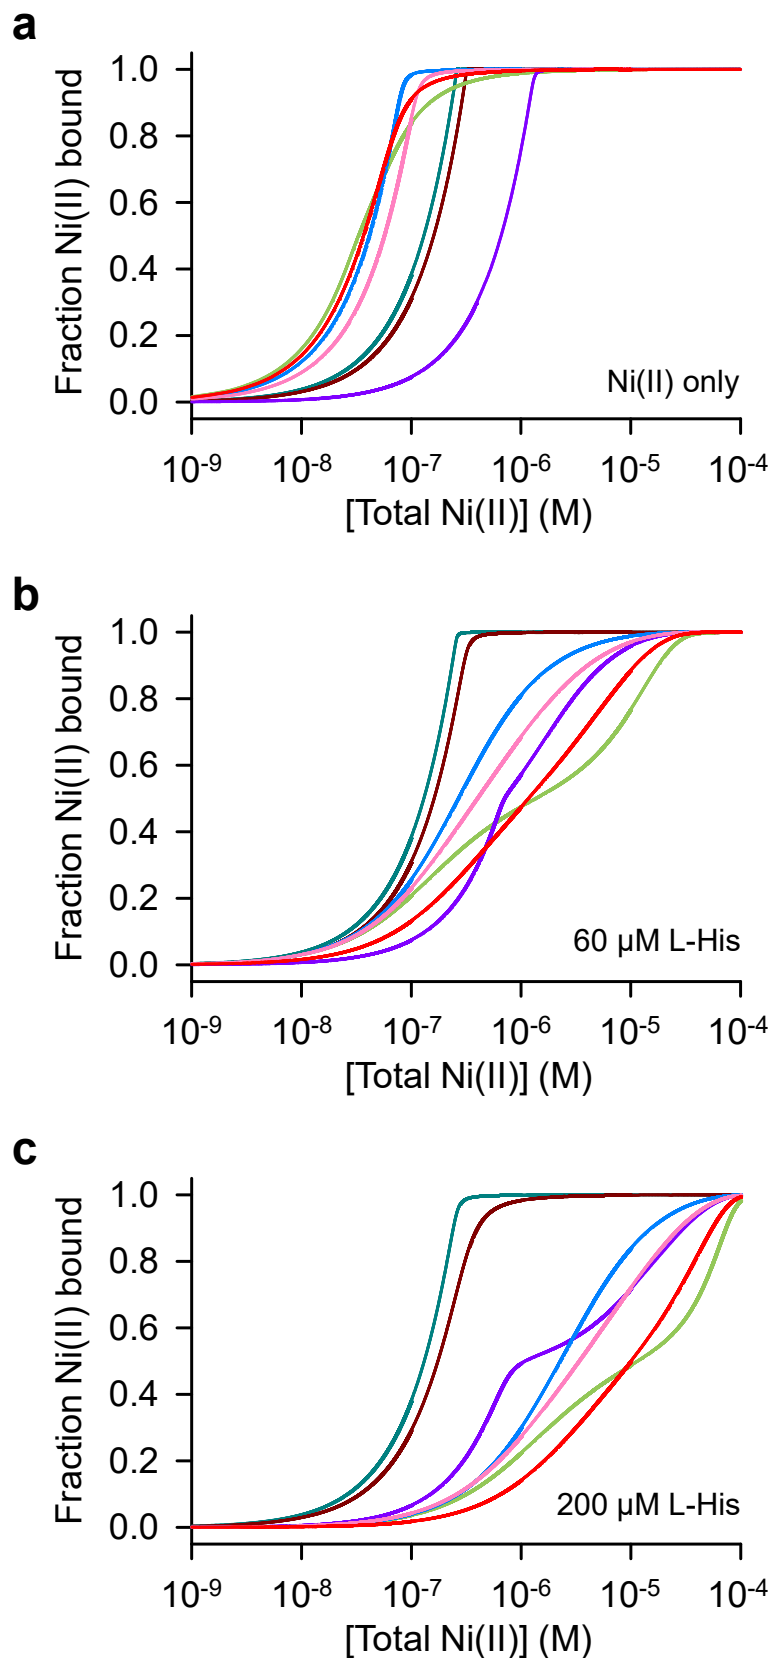 a
Fraction Ni(II) bound
1.0
0.8
0.6
0.4
0.2
0.0
Ni(II) only
10-9 10-8 10-7 10-6 10-5 10-4
[Total Ni(II)] (M)
b
Fraction Ni(II) bound
1.0
0.8
0.6
0.4
0.2
0.0
60 µM L-His
10-9 10-8 10-7 10-6 10-5 10-4
[Total Ni(II)] (M)
c
Fraction Ni(II) bound
1.0
0.8
0.6
0.4
0.2
0.0
200 µM L-His
10-9 10-8 10-7 10-6 10-5 10-4
[Total Ni(II)] (M)